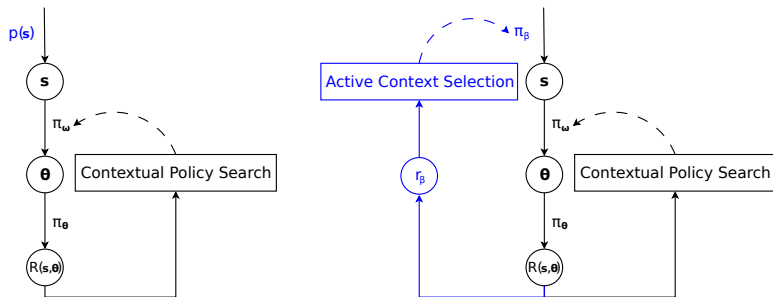 p(s)
s
π_ω
θ
Contextual Policy Search
π_θ
R(s,θ)
π_β
Active Context Selection
s
π_ω
r_β
θ
Contextual Policy Search
π_θ
R(s,θ)